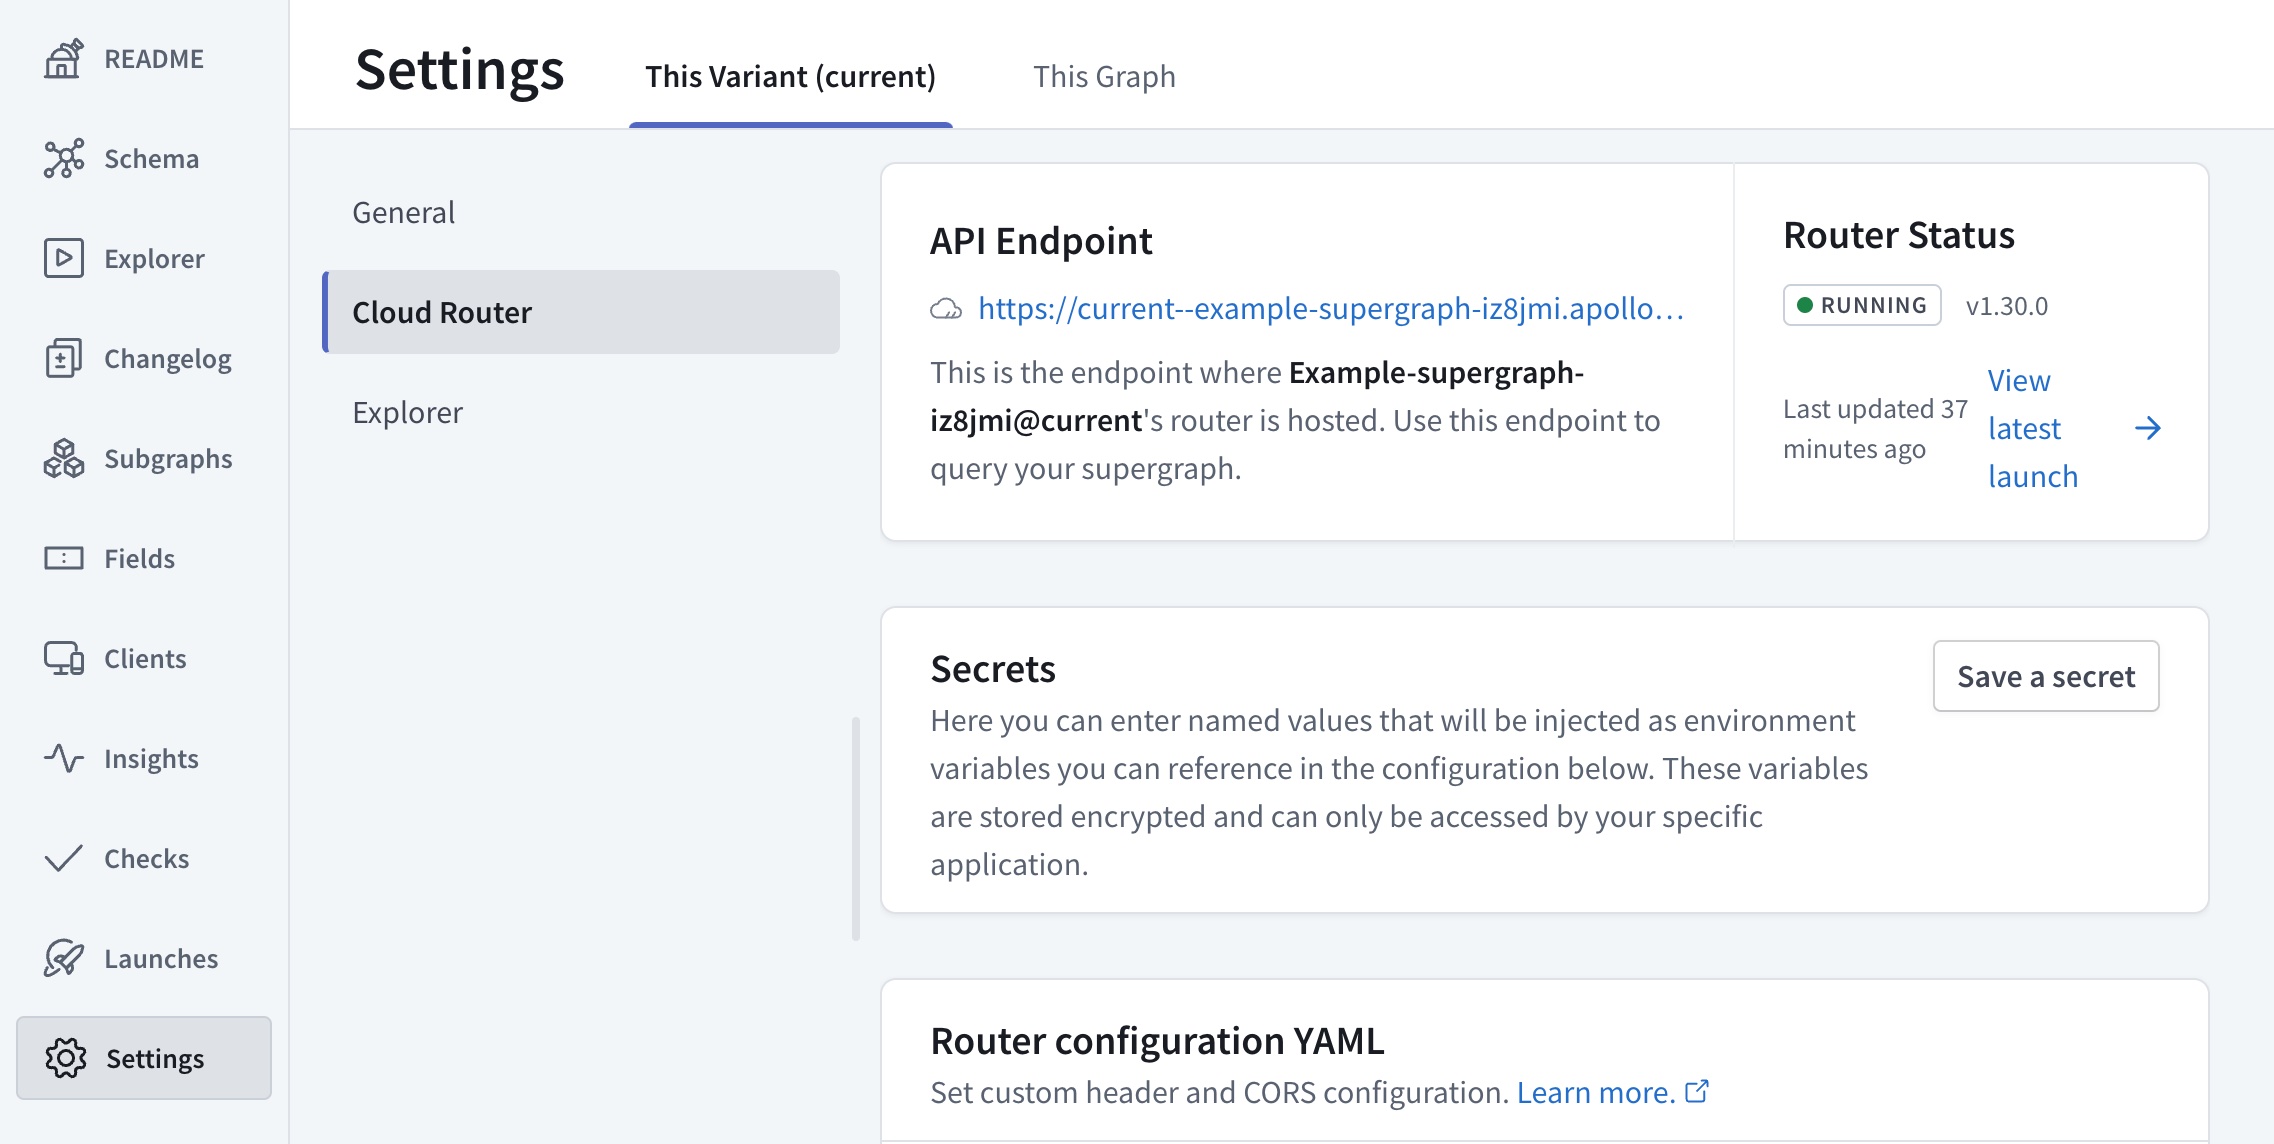 README
Schema
Explorer
Changelog
Subgraphs
Fields
Clients
Insights
Checks
Launches
Settings
Settings
This Variant (current)
This Graph
General
Cloud Router
Explorer
API Endpoint
https://current--example-supergraph-iz8jmi.apollo…
This is the endpoint where Example-supergraph-
iz8jmi@current's router is hosted. Use this endpoint to
query your supergraph.
Router Status
RUNNING v1.30.0
Last updated 37
minutes ago
View
latest
launch
Secrets
Save a secret
Here you can enter named values that will be injected as environment
variables you can reference in the configuration below. These variables
are stored encrypted and can only be accessed by your specific
application.
Router configuration YAML
Set custom header and CORS configuration. Learn more.